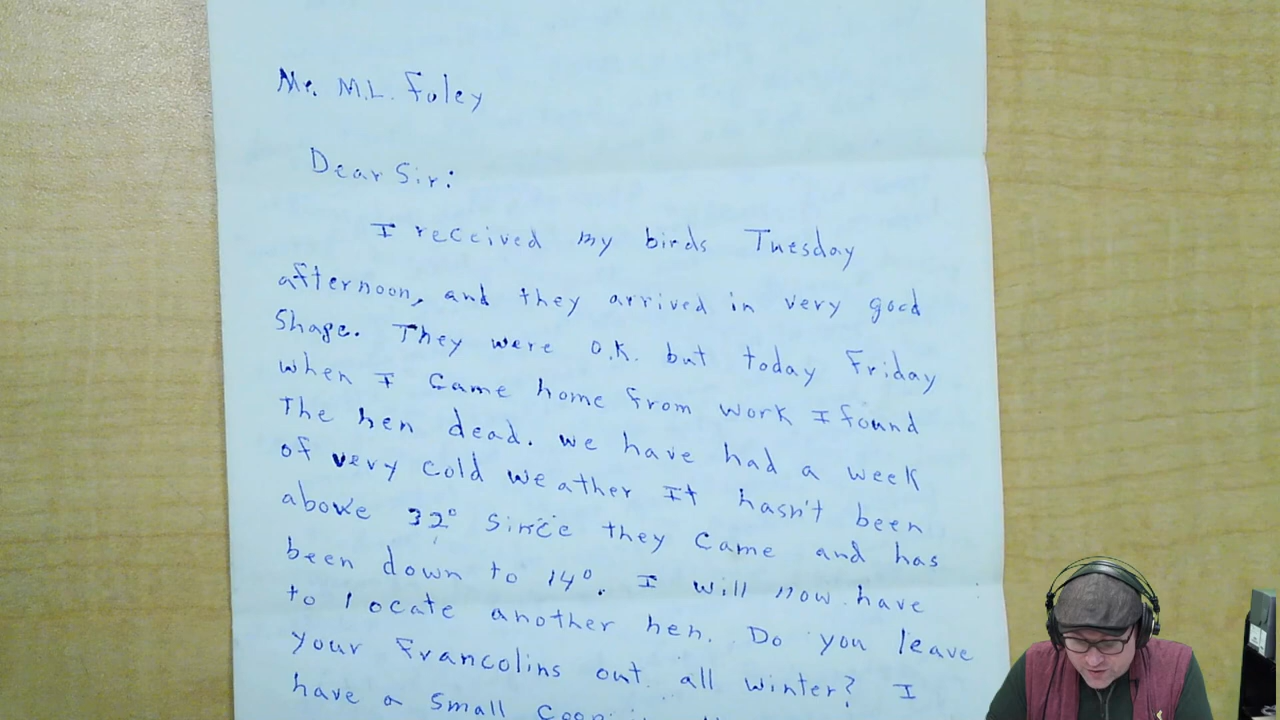 Mr. M.L. Foley
Dear Sir:
I received my birds Tuesday
afternoon, and they arrived in very good
Shape. They were O.K. but today Friday
when I Came home from work I found
The hen dead. we have had a week
of very cold weather It hasn't been
above 32° Since they Came and has
been down to 14°. I will now have
to locate another hen. Do you leave
your Francolins out all winter? I
have a small coop